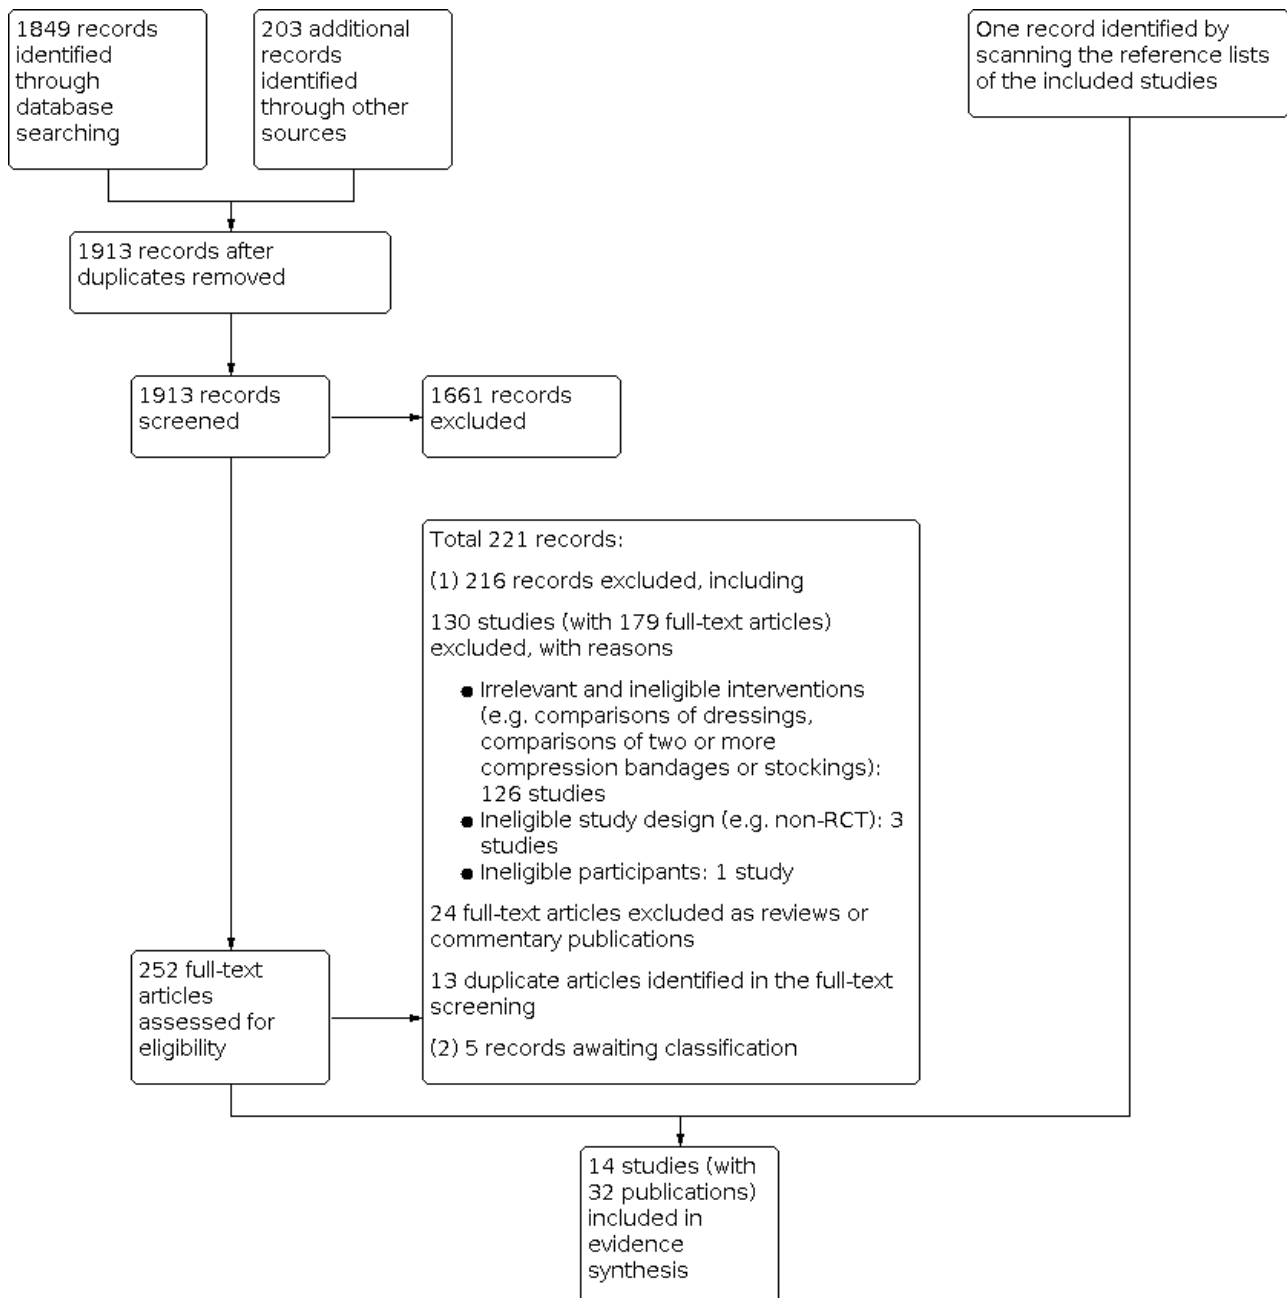 1849 records
identified
through
database
searching
203 additional
records
identified
through other
sources
One record identified by
scanning the reference lists
of the included studies
1913 records after
duplicates removed
1913 records
screened
1661 records
excluded
Total 221 records:
(1) 216 records excluded, including
130 studies (with 179 full-text articles)
excluded, with reasons
● Irrelevant and ineligible interventions
(e.g. comparisons of dressings,
comparisons of two or more
compression bandages or stockings):
126 studies
● Ineligible study design (e.g. non-RCT): 3
studies
● Ineligible participants: 1 study
24 full-text articles excluded as reviews or
commentary publications
13 duplicate articles identified in the full-text
screening
(2) 5 records awaiting classification
252 full-text
articles
assessed for
eligibility
14 studies (with
32 publications)
included in
evidence
synthesis